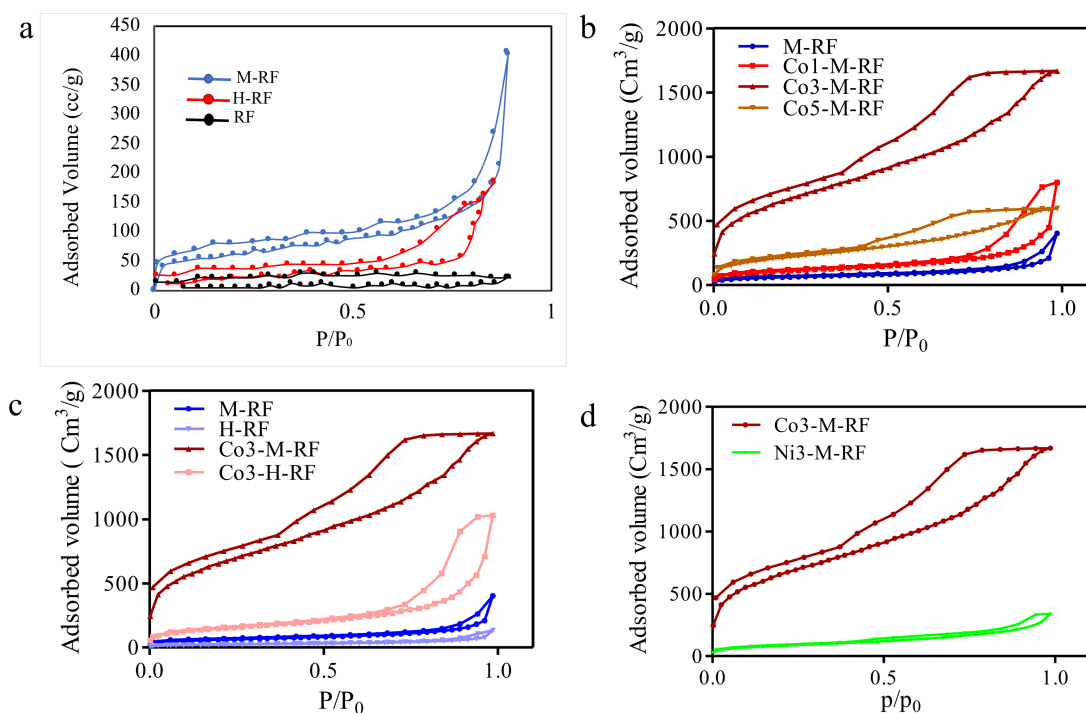 a
450
400
350
300
250
200
150
100
50
0
0
0.5
1
Adsorbed Volume (cc/g)
P/P₀
M-RF
H-RF
RF
b
2000
1500
1000
500
0
0.0
0.5
1.0
Adsorbed volume ((Cm³/g)
P/P₀
M-RF
Co1-M-RF
Co3-M-RF
Co5-M-RF
c
2000
1500
1000
500
0
0.0
0.5
1.0
Adsorbed volume ( Cm³/g)
P/P₀
M-RF
H-RF
Co3-M-RF
Co3-H-RF
d
2000
1500
1000
500
0
0.0
0.5
1.0
Adsorbed volume ((Cm³/g)
p/p₀
Co3-M-RF
Ni3-M-RF